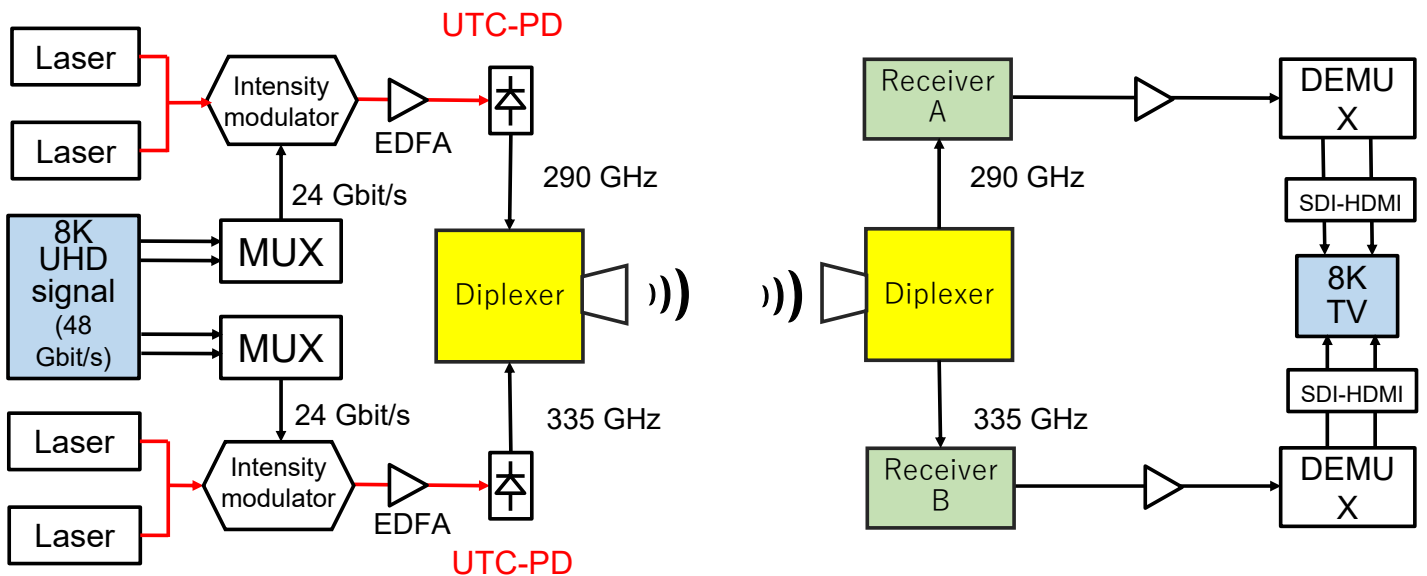 UTC-PD
Laser
Laser
Intensity
modulator
EDFA
24 Gbit/s
290 GHz
8K
UHD
signal
(48
Gbit/s)
MUX
MUX
Diplexer
24 Gbit/s
335 GHz
Laser
Laser
Intensity
modulator
EDFA
UTC-PD
Receiver
A
290 GHz
Diplexer
335 GHz
Receiver
B
DEMU
X
SDI-HDMI
8K
TV
SDI-HDMI
DEMU
X